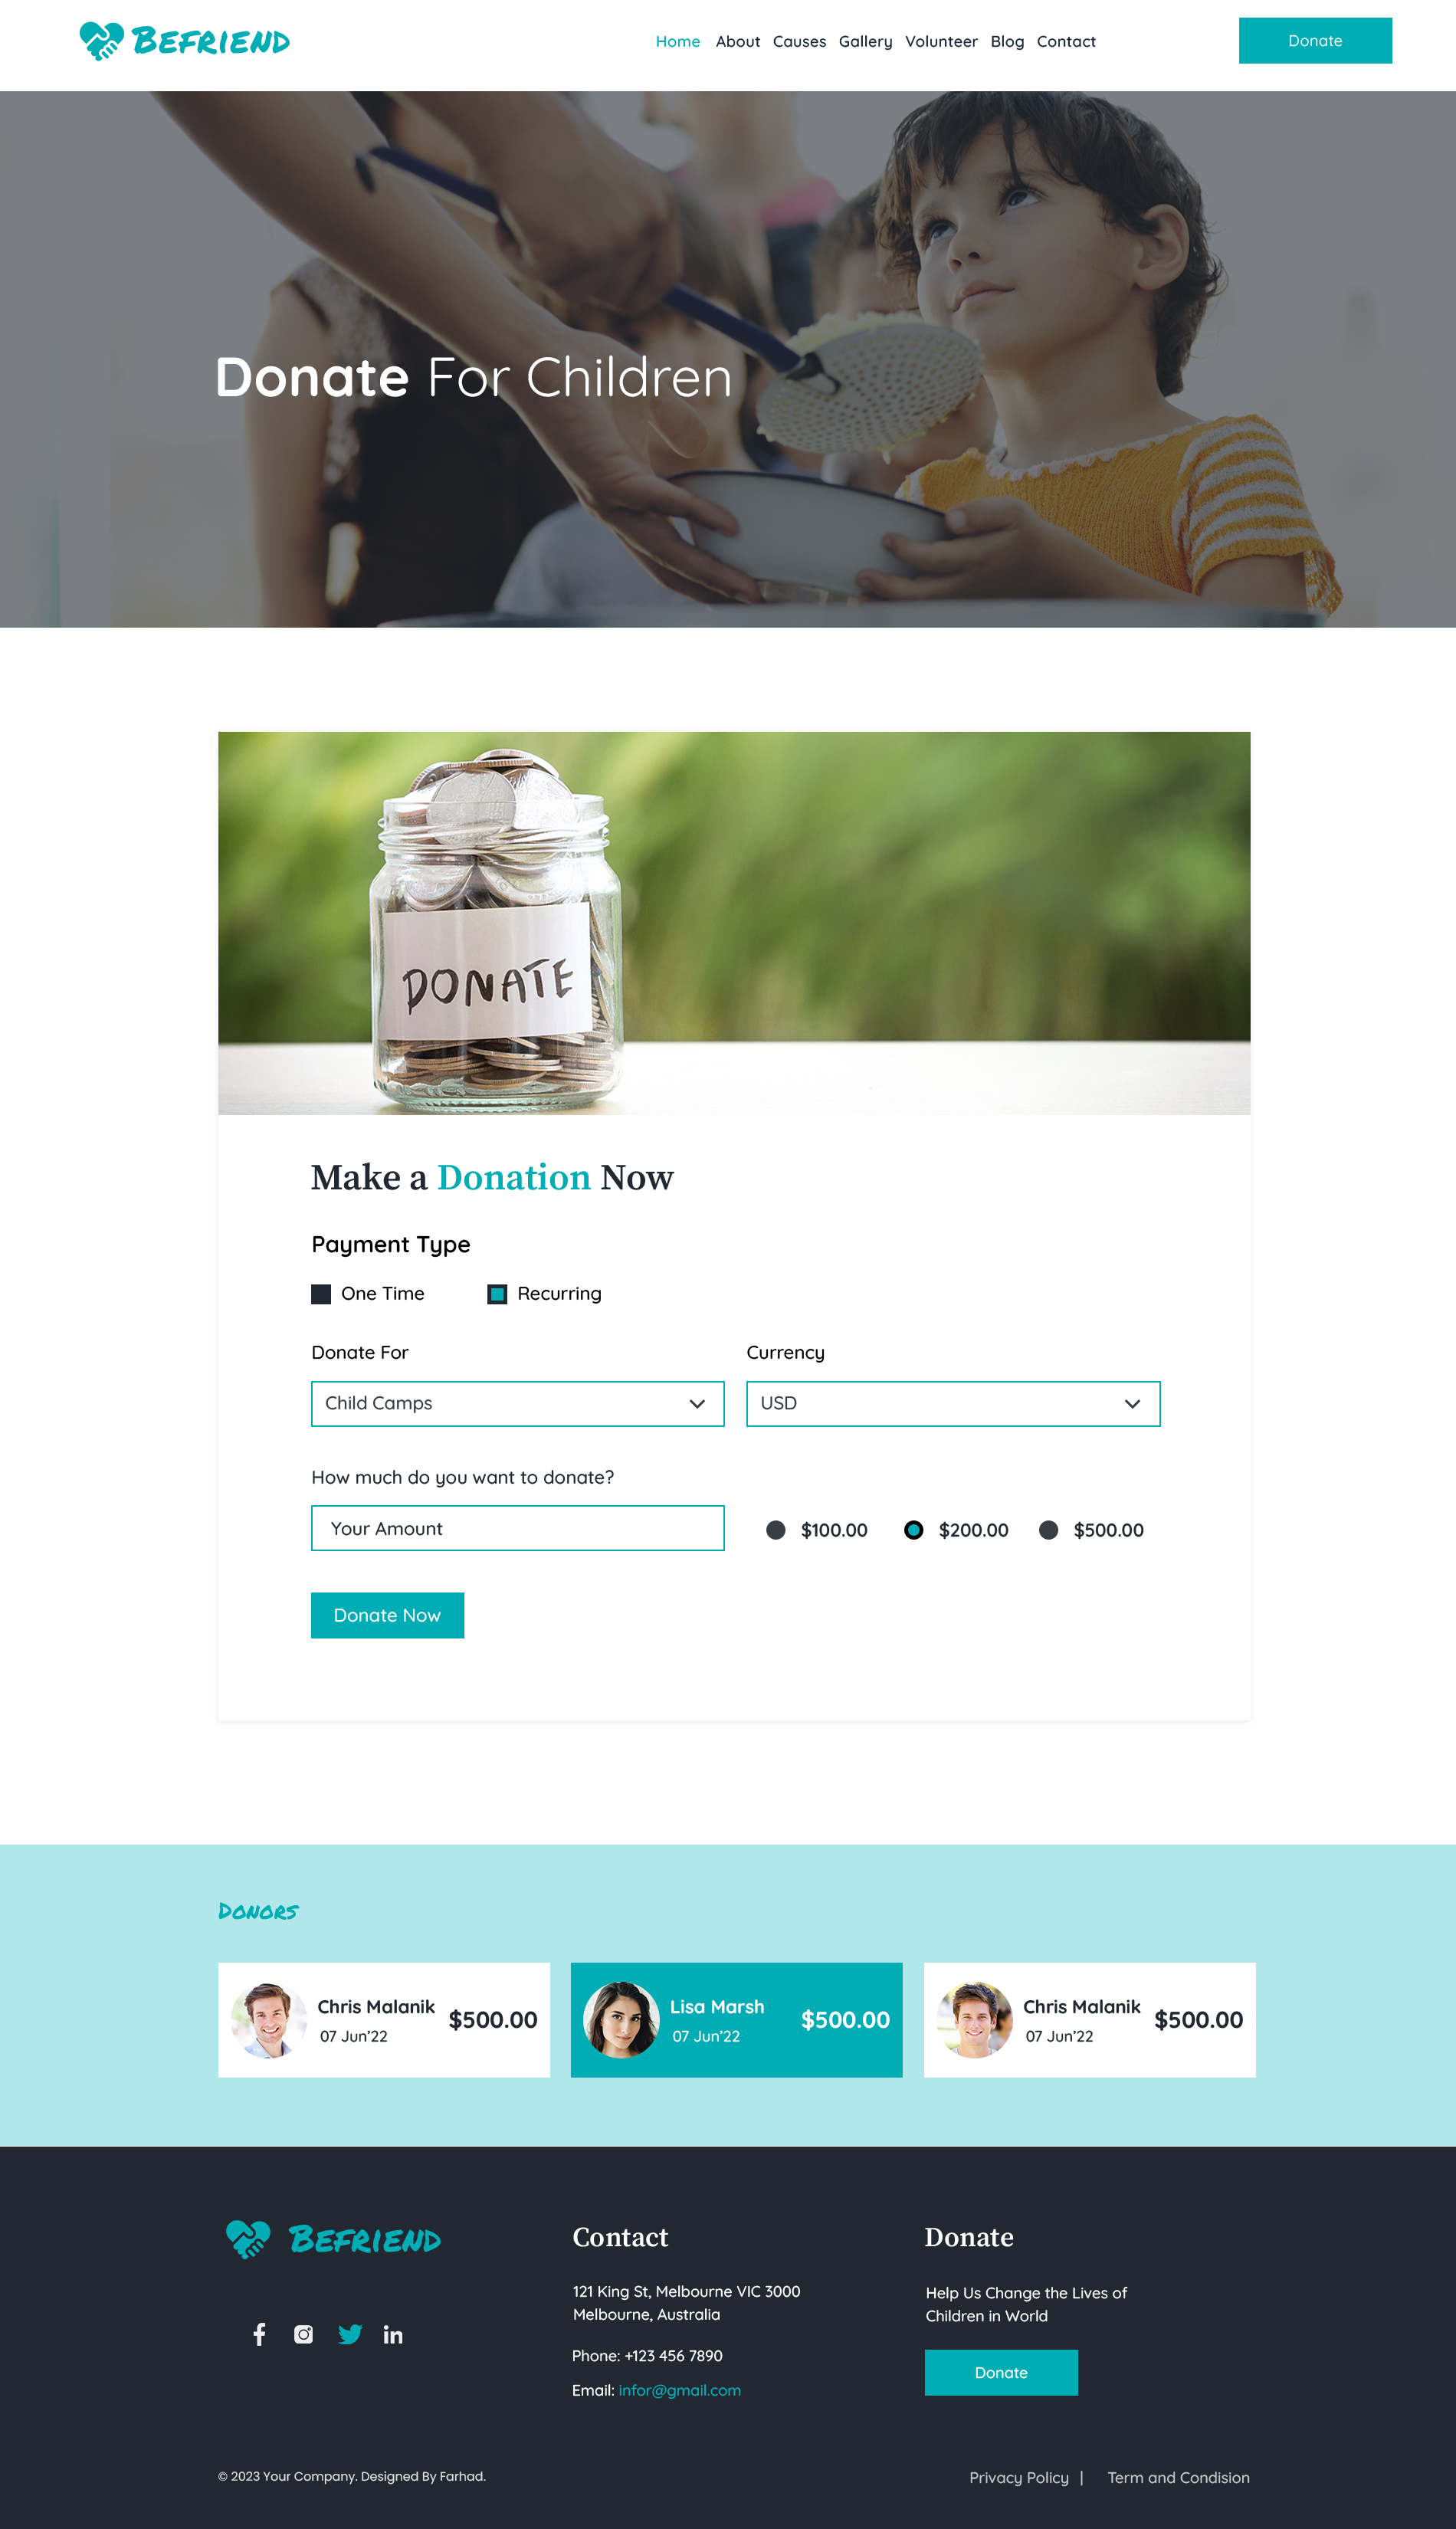 BEFRIEND
Home About Causes Gallery Volunteer Blog Contact
Donate
Donate For Children
DONATE
Make a Donation Now
Payment Type
One Time Recurring
Donate For Currency
Child Camps USD
How much do you want to donate?
Your Amount $100.00 $200.00 $500.00
Donate Now
DONORS
Chris Malanik
07 Jun'22
$500.00
Lisa Marsh
07 Jun'22
$500.00
Chris Malanik
07 Jun'22
$500.00
BEFRIEND
Contact
121 King St, Melbourne VIC 3000
Melbourne, Australia
Phone: +123 456 7890
Email: infor@gmail.com
Donate
Help Us Change the Lives of
Children in World
Donate
© 2023 Your Company. Designed By Farhad.
Privacy Policy | Term and Condision